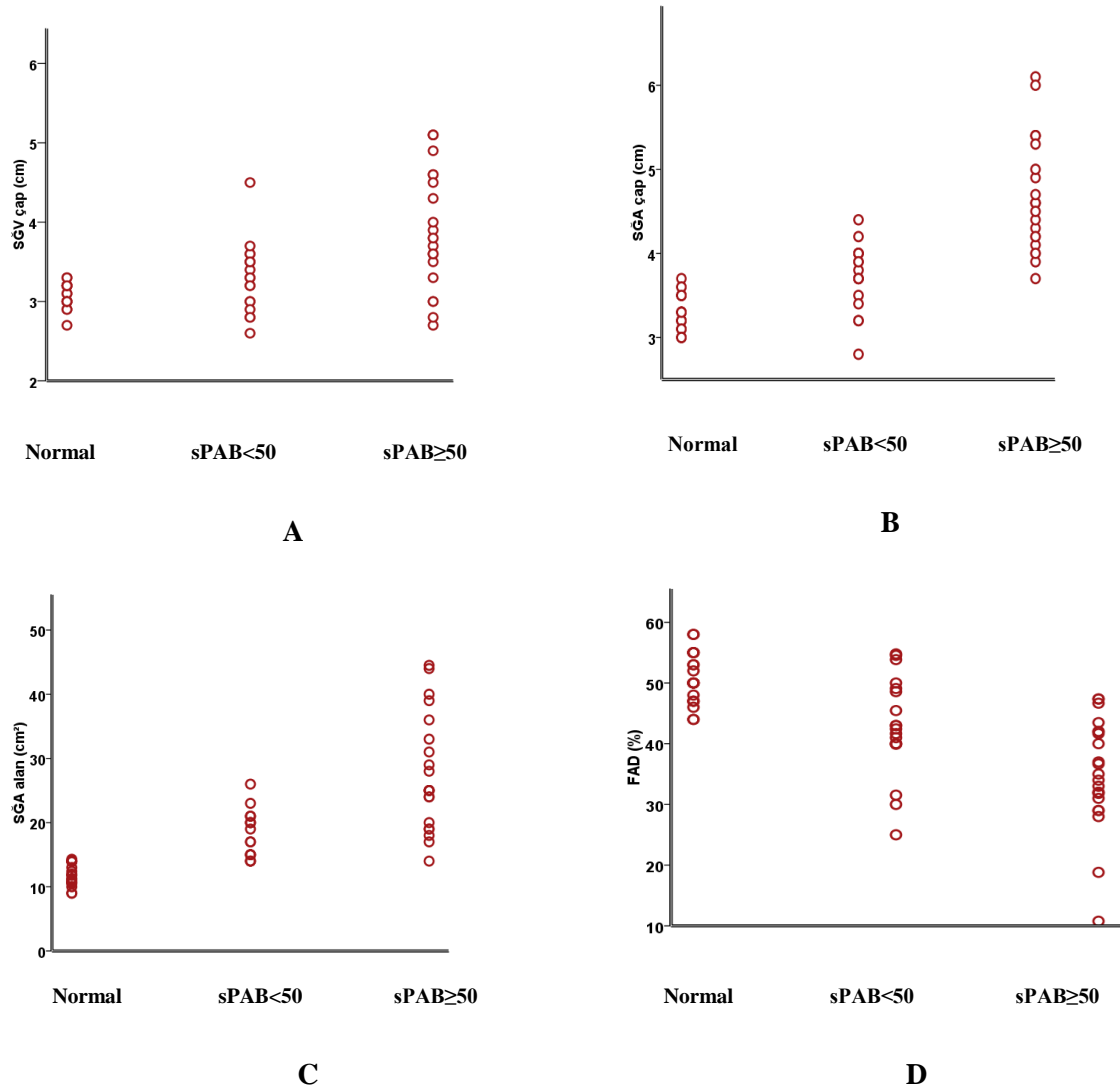 SĞV çap (cm)
6
5
4
3
2
Normal sPAB<50 sPAB≥50
A
SĞA çap (cm)
6
5
4
3
Normal sPAB<50 sPAB≥50
B
SĞA alan (cm²)
50
40
30
20
10
0
Normal sPAB<50 sPAB≥50
C
FAD (%)
60
50
40
30
20
10
Normal sPAB<50 sPAB≥50
D